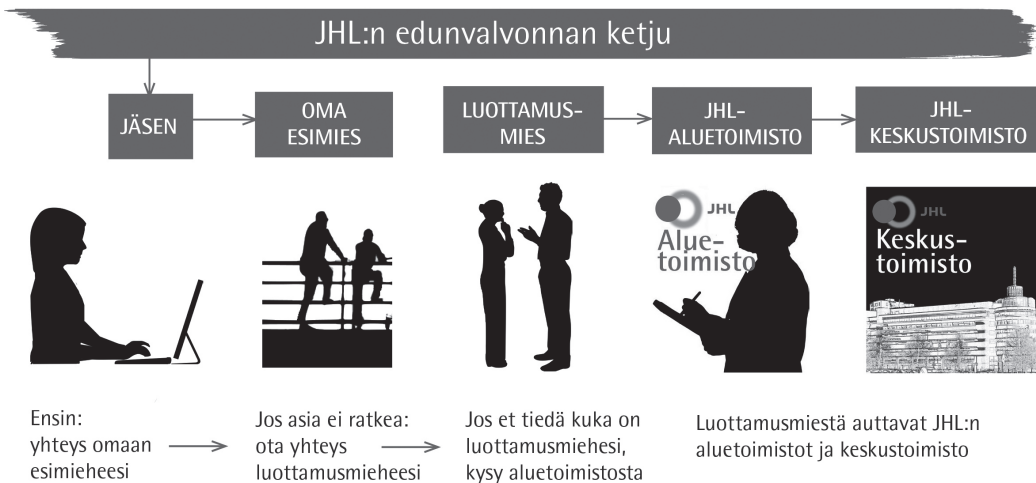 JHL:n edunvalvonnan ketju
JÄSEN
OMA
ESIMIES
LUOTTAMUS-
MIES
JHL-
ALUETOIMISTO
JHL-
KESKUSTOIMISTO
JHL
Alue-
toimisto
JHL
Keskus-
toimisto
Ensin:
yhteys omaan
esimieheesi
Jos asia ei ratkea:
ota yhteys
luottamusmieheesi
Jos et tiedä kuka on
luottamusmiehesi,
kysy aluetoimistosta
Luottamusmiestä auttavat JHL:n
aluetoimistot ja keskustoimisto